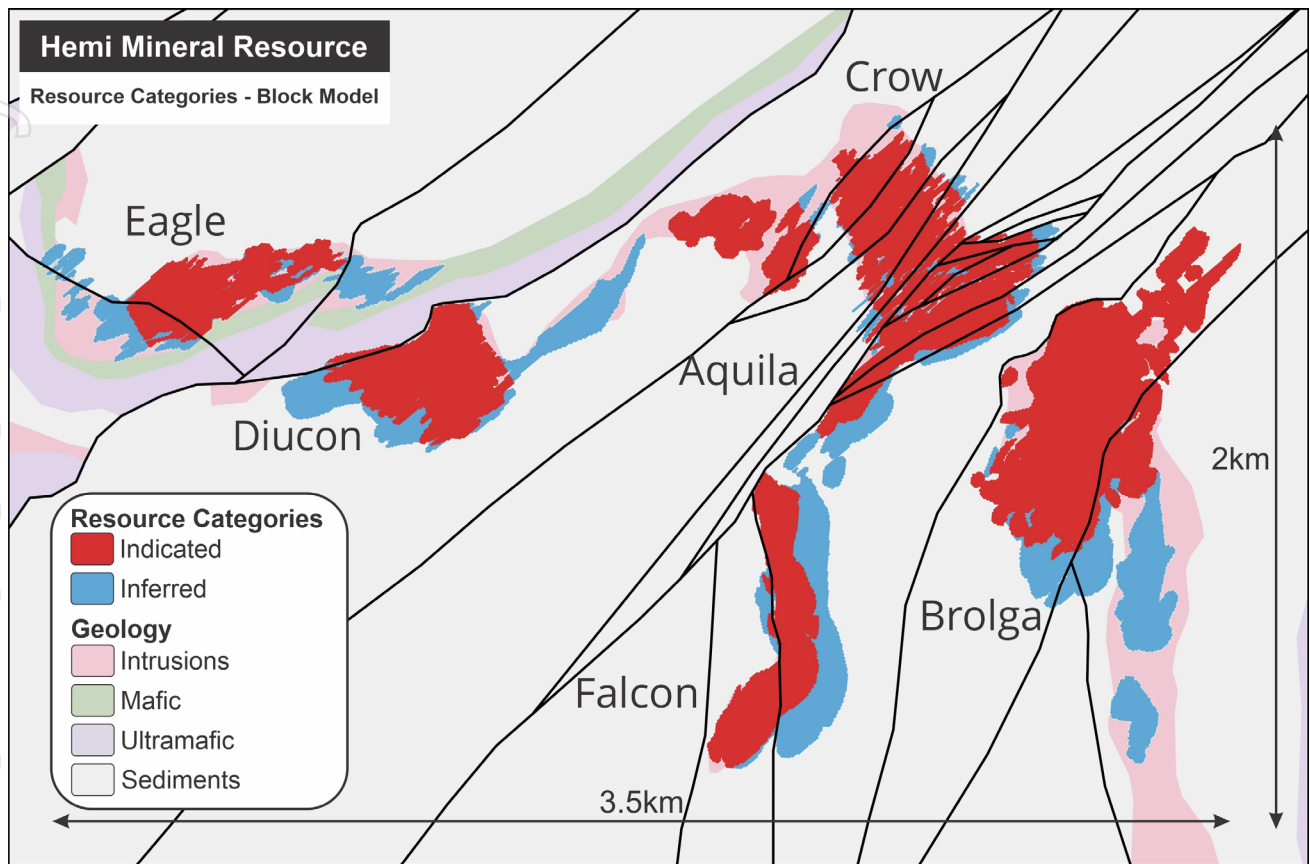 Hemi Mineral Resource
Resource Categories - Block Model
Crow
Eagle
Aquila
Diucon
2km
Resource Categories
Indicated
Inferred
Geology
Intrusions
Mafic
Ultramafic
Sediments
Brolga
Falcon
3.5km